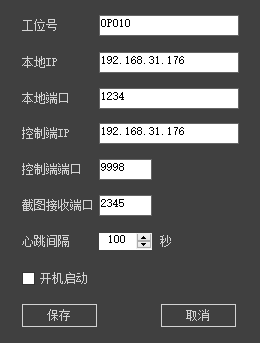 工位号 OP010
本地IP 192.168.31.176
本地端口 1234
控制端IP 192.168.31.176
控制端端口 9998
截图接收端口 2345
心跳间隔 100 秒
开机启动
保存 取消